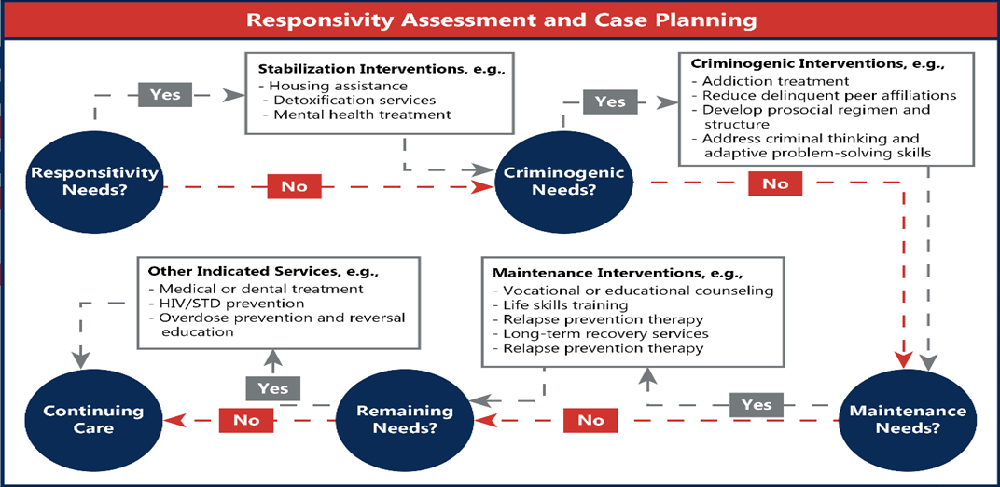 Responsivity Assessment and Case Planning
Stabilization Interventions, e.g.,
- Housing assistance
- Detoxification services
- Mental health treatment
Criminogenic Interventions, e.g.,
- Addiction treatment
- Reduce delinquent peer affiliations
- Develop prosocial regimen and
structure
- Address criminal thinking and
adaptive problem-solving skills
Yes
Yes
Responsitivity
Needs?
No
Criminogenic
Needs?
No
Other Indicated Services, e.g.,
- Medical or dental treatment
- HIV/STD prevention
- Overdose prevention and reversal
education
Maintenance Interventions, e.g.,
- Vocational or educational counseling
- Life skills training
- Relapse prevention therapy
- Long-term recovery services
- Relapse prevention therapy
Continuing
Care
Yes
No
Remaining
Needs?
No
Yes
Maintenance
Needs?